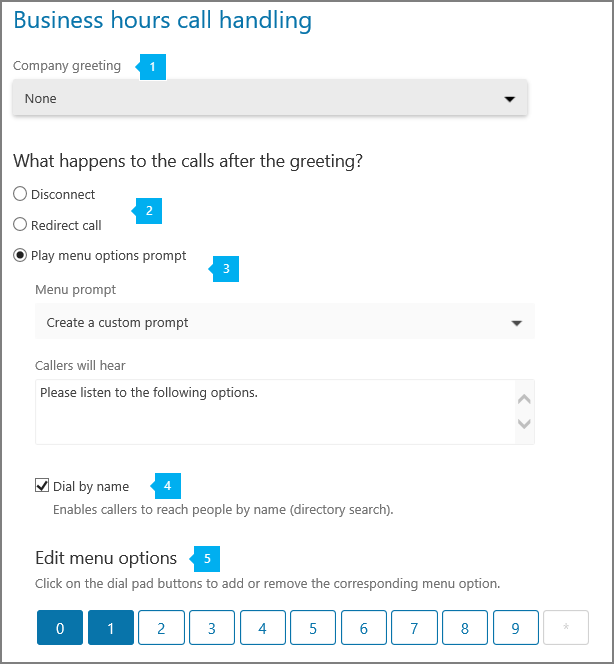 Business hours call handling
Company greeting 1
None
What happens to the calls after the greeting?
Disconnect
2
Redirect call
Play menu options prompt
3
Menu prompt
Create a custom prompt
Callers will hear
Please listen to the following options.
Dial by name 4
Enables callers to reach people by name (directory search).
Edit menu options 5
Click on the dial pad buttons to add or remove the corresponding menu option.
0 1 2 3 4 5 6 7 8 9 *